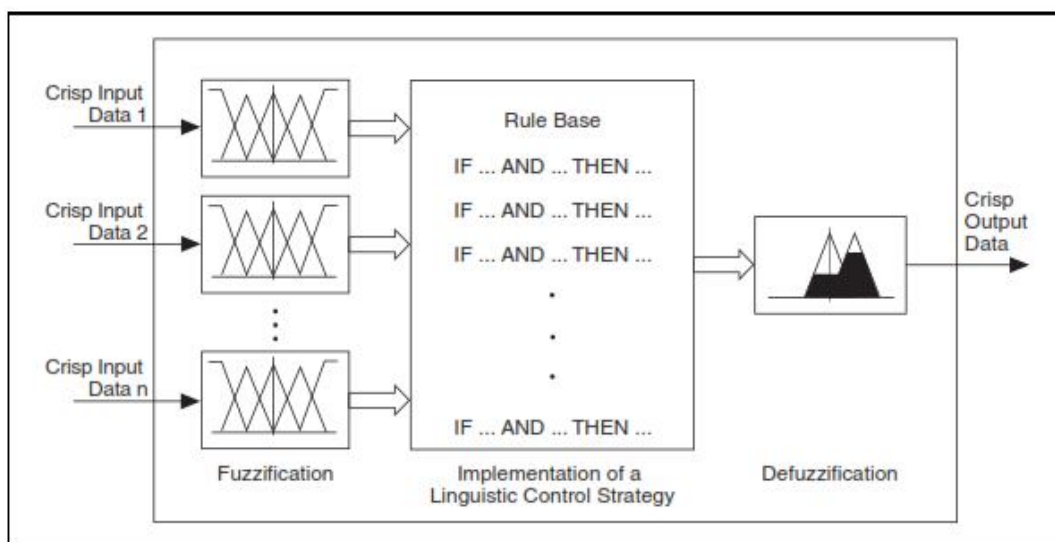 Crisp Input
Data 1
Crisp Input
Data 2
Crisp Input
Data n
Fuzzification
Rule Base
IF ... AND ... THEN ...
IF ... AND ... THEN ...
IF ... AND ... THEN ...
IF ... AND ... THEN ...
Implementation of a
Linguistic Control Strategy
Defuzzification
Crisp
Output
Data